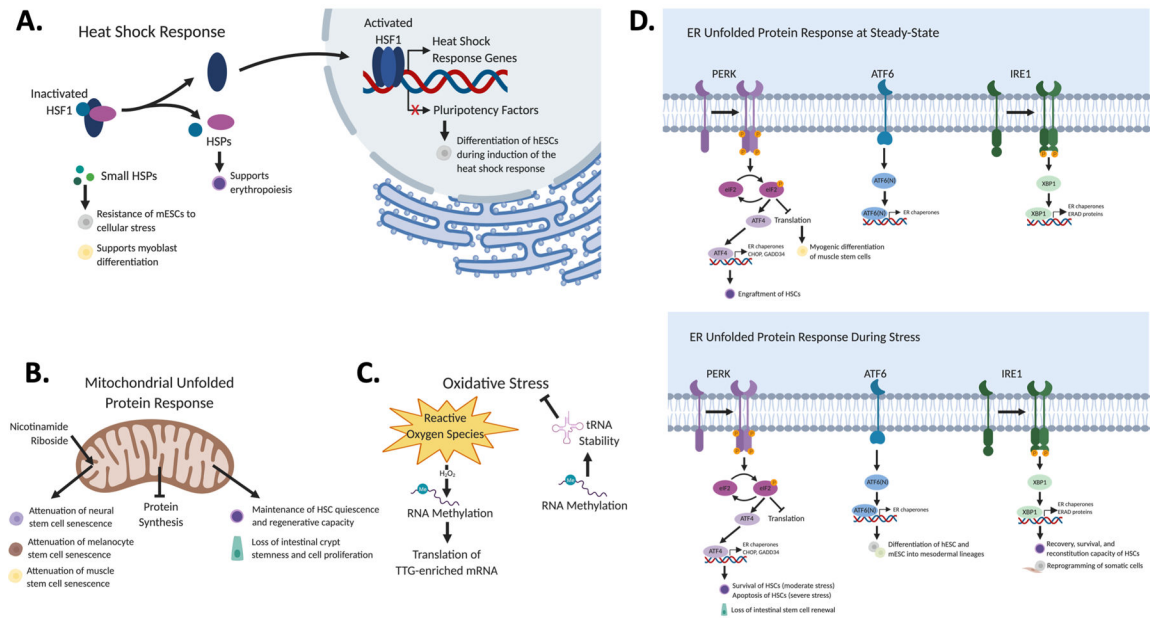 A.
Heat Shock Response
Inactivated
HSF1
HSPs
Supports
erythropoiesis
Small HSPs
Resistance of mESCs to
cellular stress
Supports myoblast
differentiation
Activated
HSF1
Heat Shock
Response Genes
X
Pluripotency Factors
Differentiation of hESCs
during induction of the
heat shock response
B.
Mitochondrial Unfolded
Protein Response
Nicotinamide
Riboside
Protein
Synthesis
Attenuation of neural
stem cell senescence
Attenuation of melanocyte
stem cell senescence
Attenuation of muscle
stem cell senescence
Maintenance of HSC quiescence
and regenerative capacity
Loss of intestinal crypt
stemness and cell proliferation
C.
Oxidative Stress
Reactive
Oxygen Species
H₂O₂
Me
RNA Methylation
Translation of
TTG-enriched mRNA
tRNA
Stability
Me
RNA Methylation
D.
ER Unfolded Protein Response at Steady-State
PERK
ATF6
IRE1
P
P
P
P
P
P
eIF2
eIF2
P
ATF4
Translation
ATF4
ER chaperones
CHOP, GADD34
Myogenic differentiation
of muscle stem cells
Engraftment of HSCs
ATF6(N)
ATF6(N)
ER chaperones
XBP1
XBP1
ER chaperones
ERAD proteins
ER Unfolded Protein Response During Stress
PERK
ATF6
IRE1
P
P
P
P
P
P
eIF2
eIF2
P
ATF4
Translation
ATF4
ER chaperones
CHOP, GADD34
Survival of HSCs (moderate stress)
Apoptosis of HSCs (severe stress)
Loss of intestinal stem cell renewal
ATF6(N)
ATF6(N)
ER chaperones
Differentiation of hESC and
mESC into mesodermal lineages
XBP1
XBP1
ER chaperones
ERAD proteins
Recovery, survival, and
reconstitution capacity of HSCs
Reprogramming of somatic cells